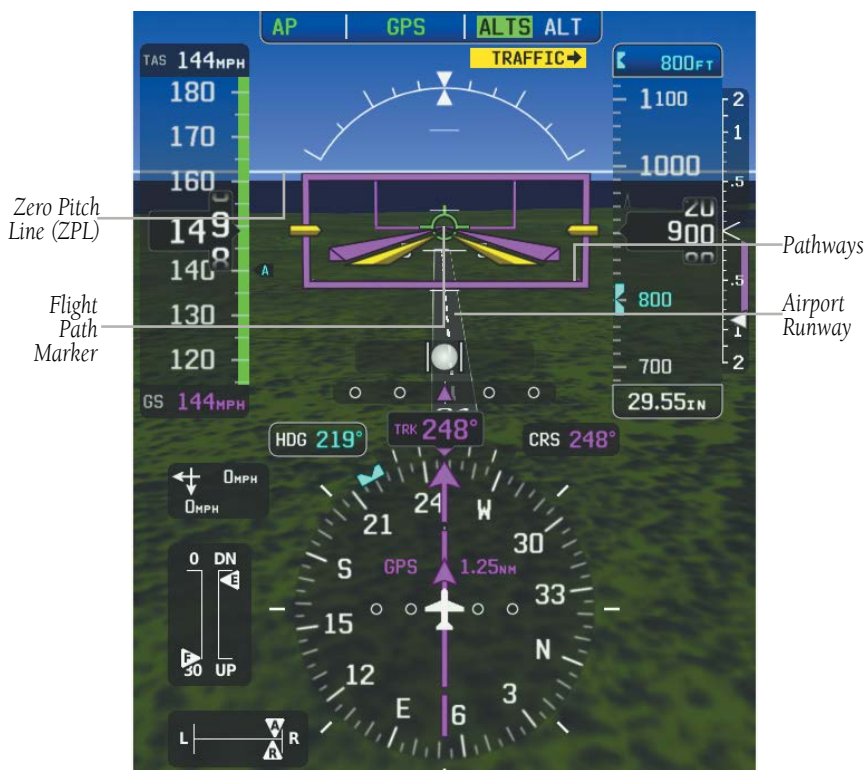 AP GPS ALTS ALT
TRAFFIC→
TAS 144MPH
180
170
160
149
8
140
130
120
GS 144MPH
800FT
1100
1000
20
900
800
700
29.55IN
2
1
.5
.5
1
2
A
Zero Pitch
Line (ZPL)
Flight
Path
Marker
Pathways
Airport
Runway
HDG 219°
TRK 248°
CRS 248°
0MPH
0MPH
GPS 1.25NM
24
W
30
33
N
3
6
E
12
15
S
21
0 DN
E
F
30 UP
L A R
R